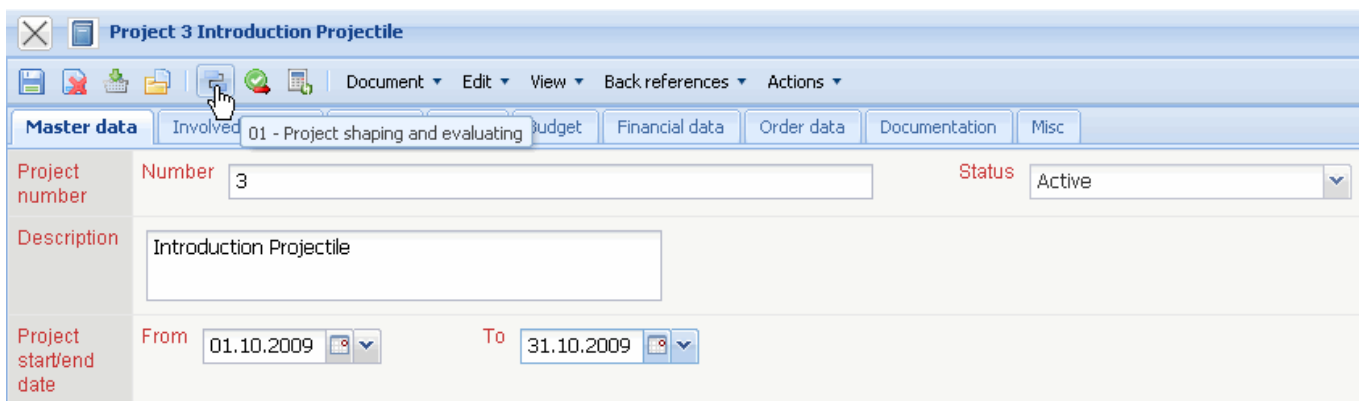 Project 3 Introduction Projectile
Document Edit View Back references Actions
Master data Involved Budget Financial data Order data Documentation Misc
01 - Project shaping and evaluating
Project number Number 3 Status Active
Description Introduction Projectile
Project start/end date From 01.10.2009 To 31.10.2009